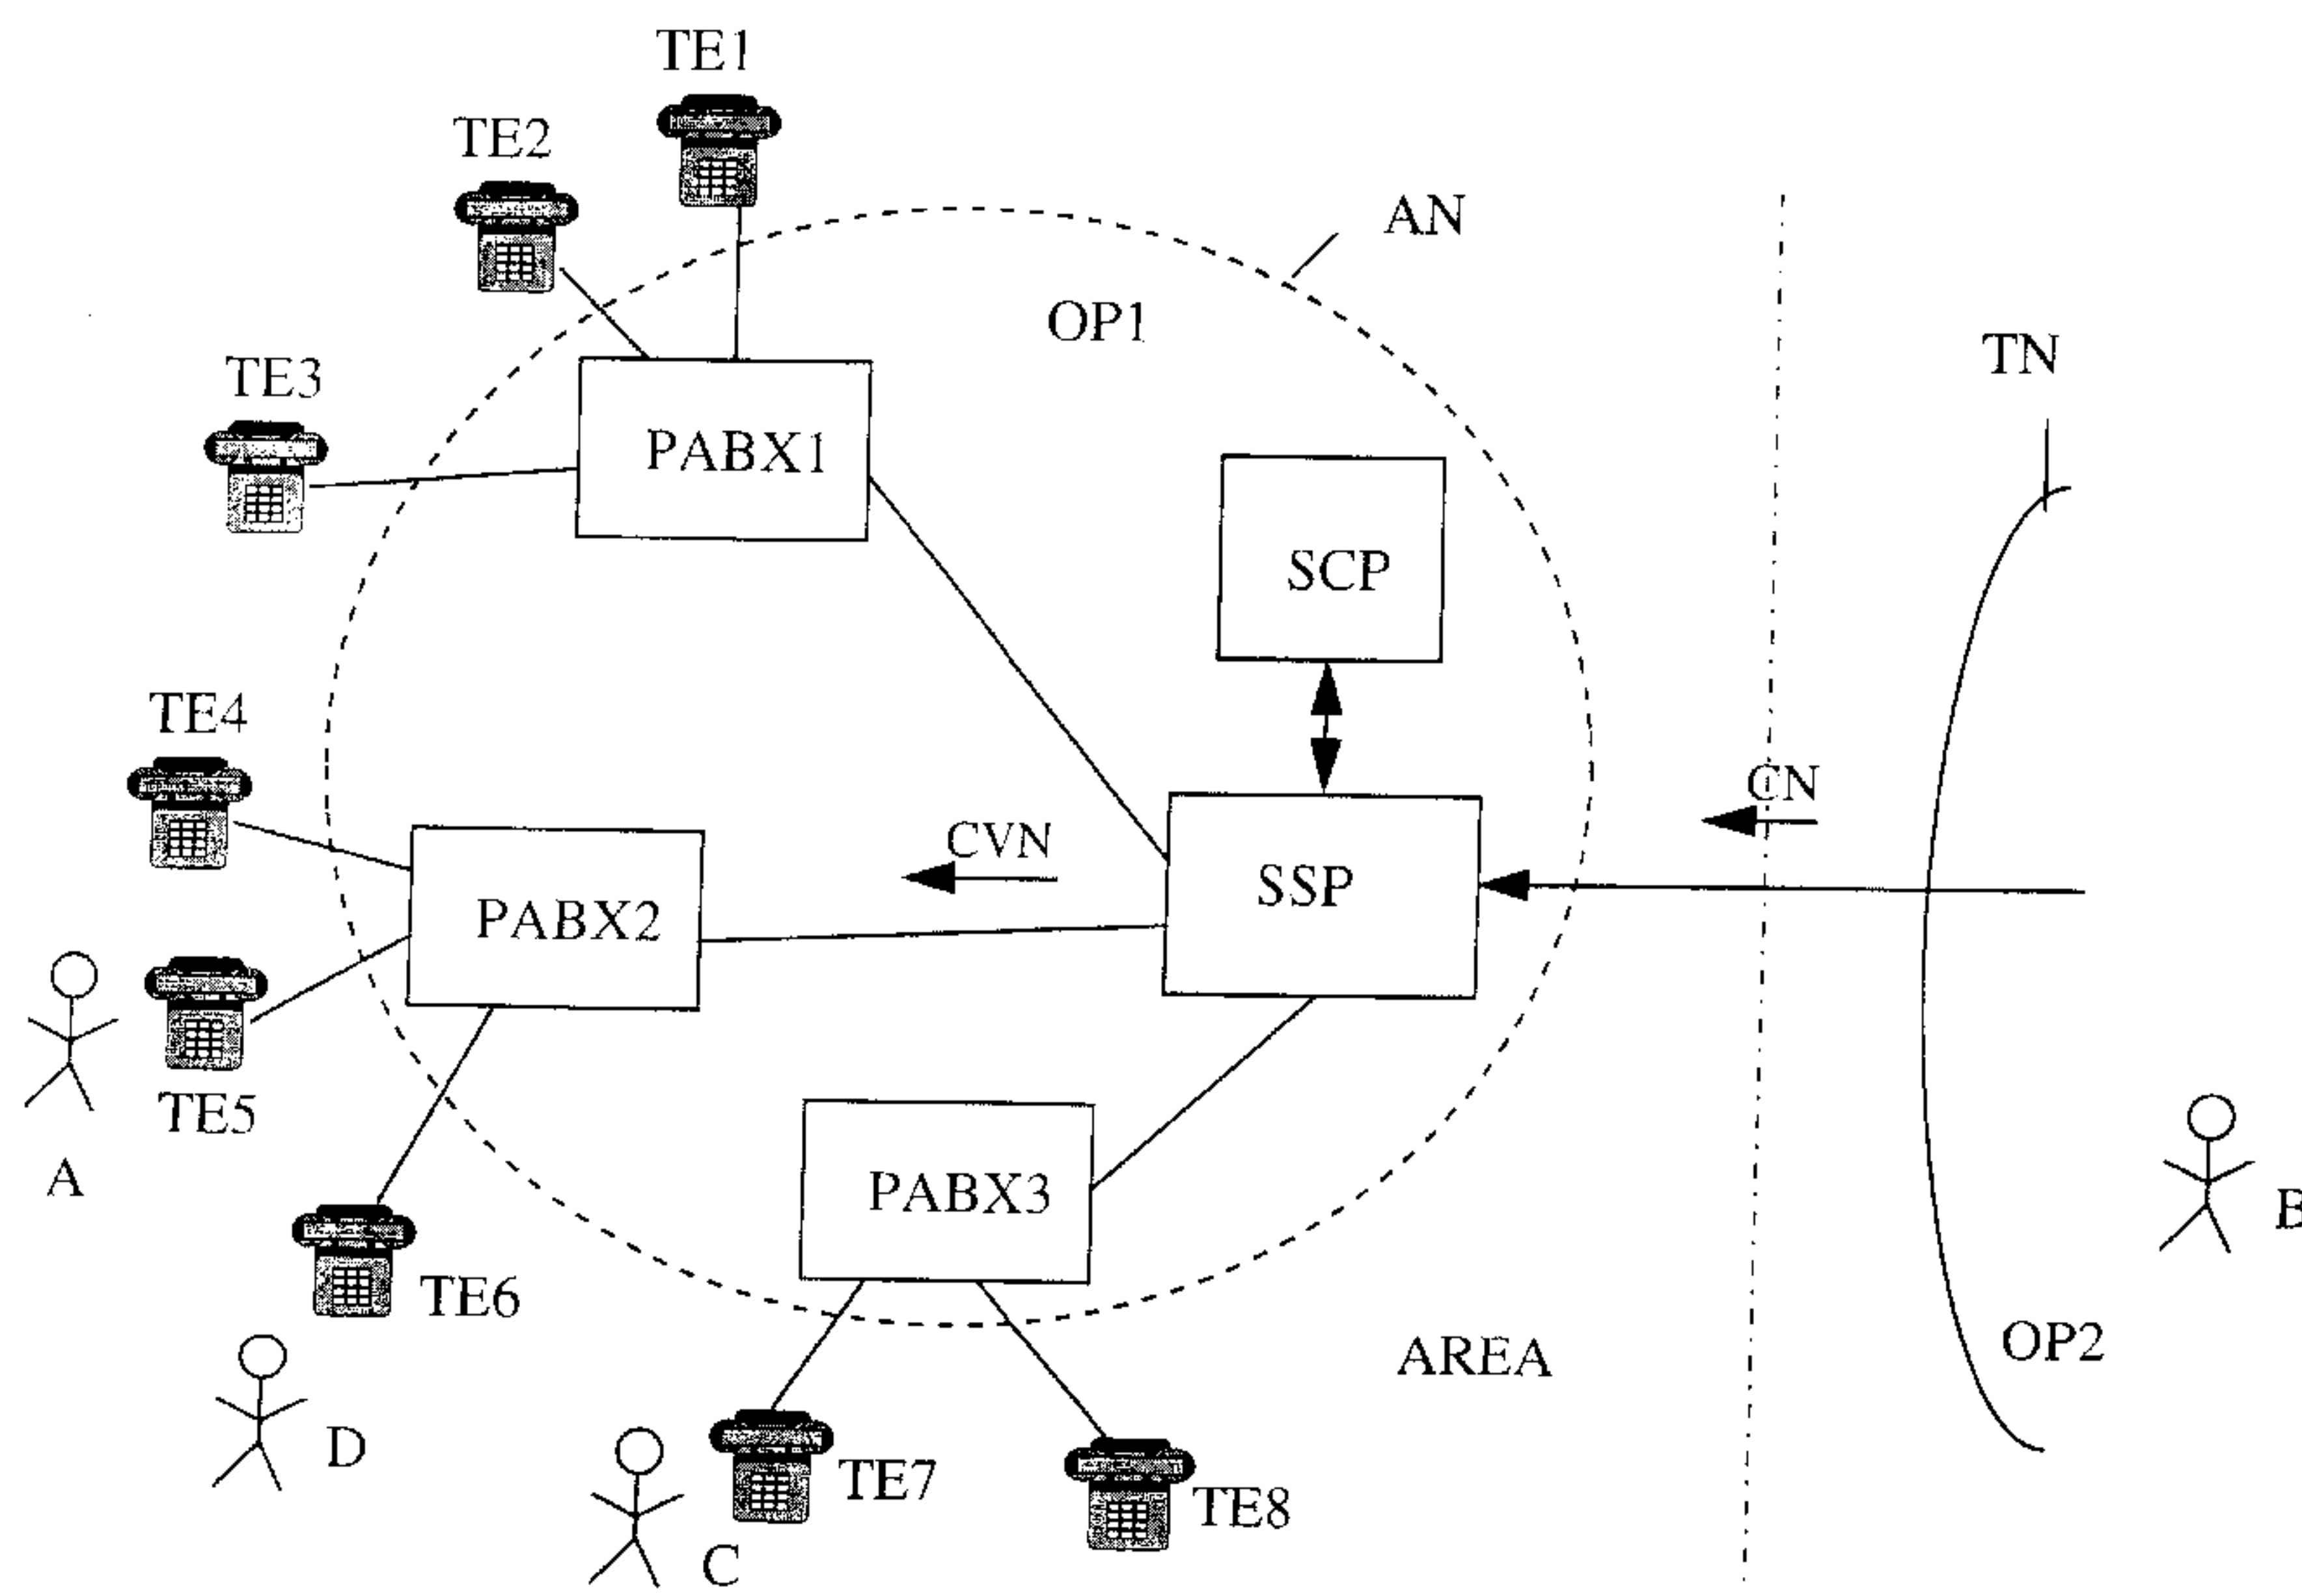 TE1
TE2
AN
OP1
TN
TE3
PABX1
SCP
TE4
CN
CVN
SSP
PABX2
TE5
A
PABX3
B
TE6
OP2
AREA
D
TE7
TE8
C